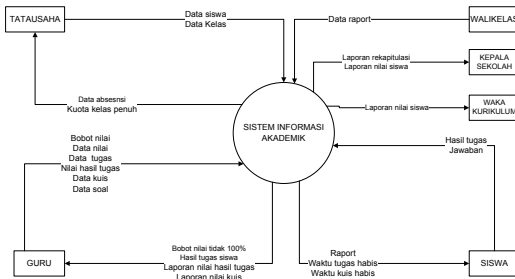 TATAUSAHA
Data siswa
Data Kelas
Data raport
WALIKELAS
Laporan rekapitulasi
Laporan nilai siswa
KEPALA
SEKOLAH
Data absesnsi
Kuota kelas penuh
SISTEM INFORMASI
AKADEMIK
Laporan nilai siswa
WAKA
KURIKULUM
Bobot nilai
Data nilai
Data tugas
Nilai hasil tugas
Data kuis
Data soal
Hasil tugas
Jawaban
GURU
Bobot nilai tidak 100%
Hasil tugas siswa
Laporan nilai hasil tugas
Laporan nilai kuis
Raport
Waktu tugas habis
Waktu kuis habis
SISWA